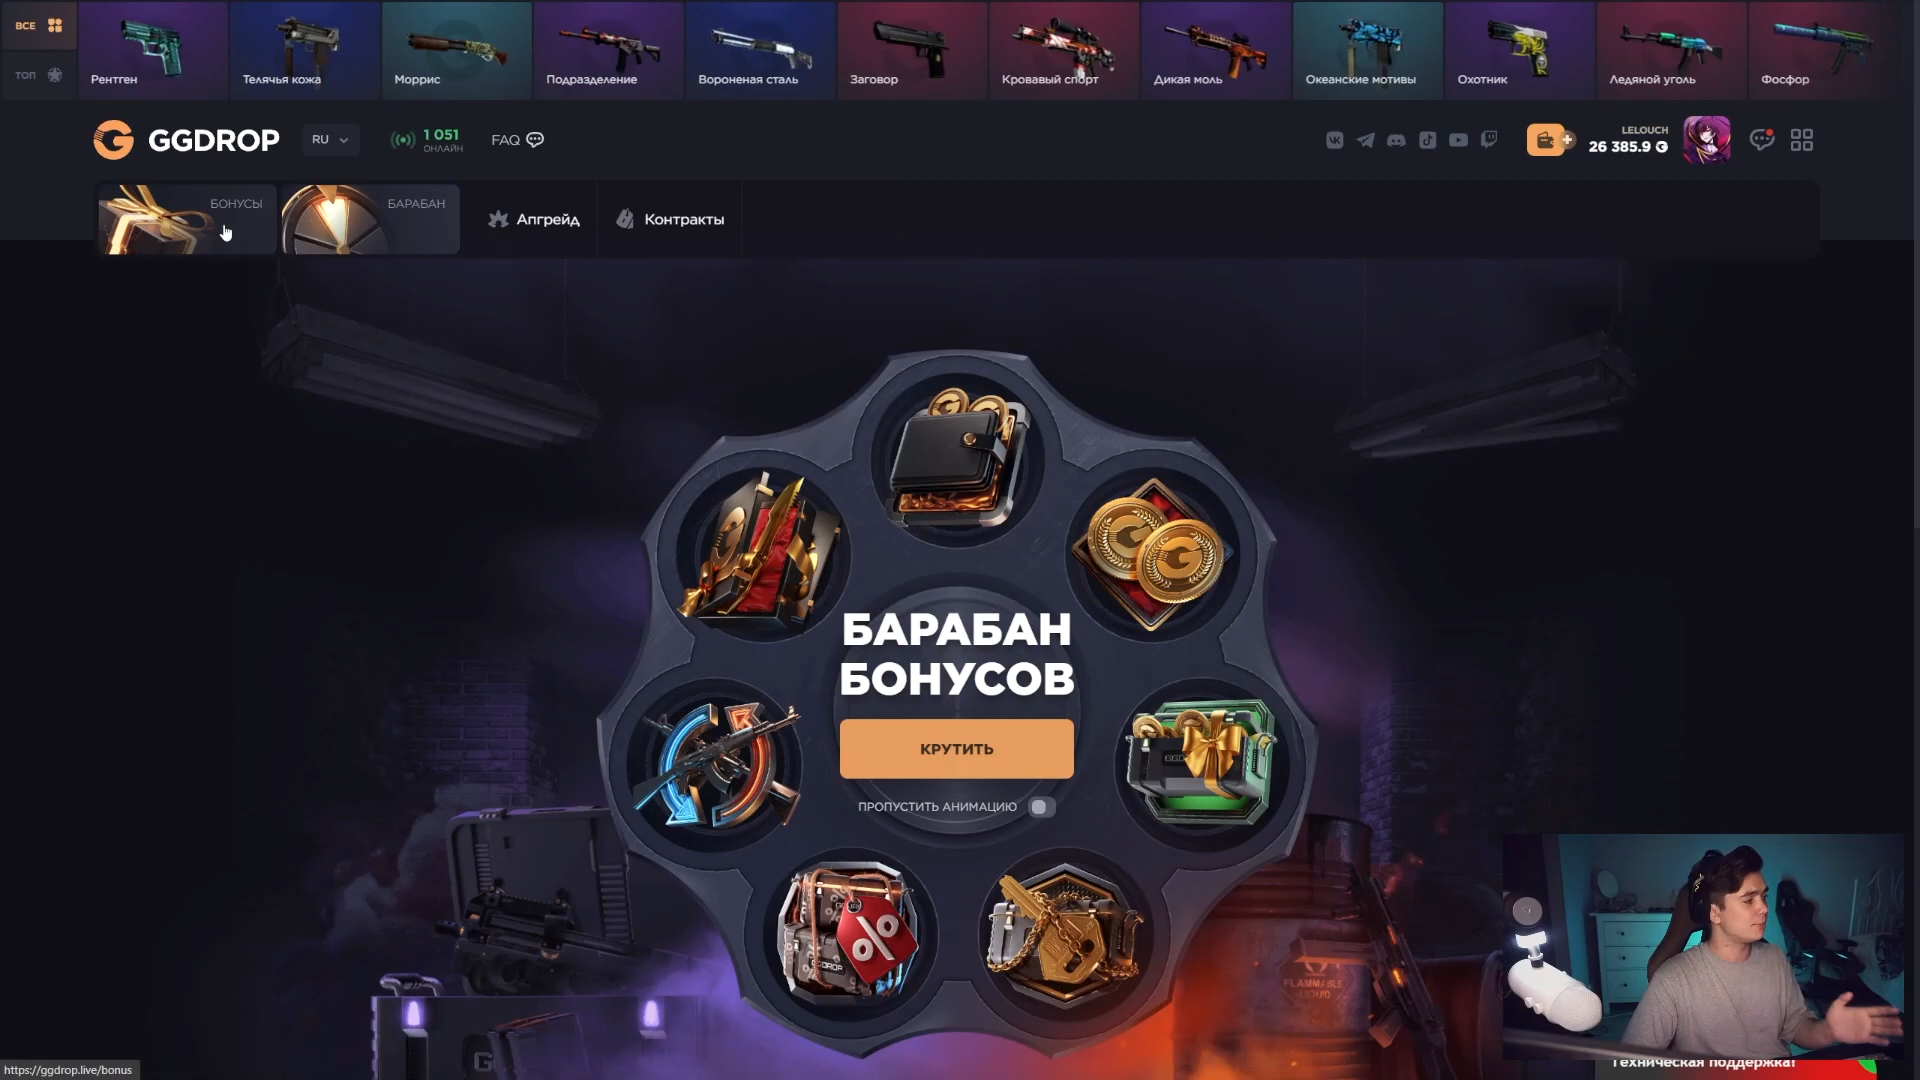 ВСЕ
ТОП
Рентген
Телячья кожа
Моррис
Подразделение
Вороненая сталь
Заговор
Кровавый спорт
Дикая моль
Океанские мотивы
Охотник
Ледяной уголь
Фосфор
GGDROP
RU
1 051
ОНЛАЙН
FAQ
LELOUCH
26 385.9
БОНУСЫ
БАРАБАН
Апгрейд
Контракты
БАРАБАН
БОНУСОВ
КРУТИТЬ
ПРОПУСТИТЬ АНИМАЦИЮ
FLAMMABLE
LIQUID
https://ggdrop.live/bonus
Техническая поддержка!